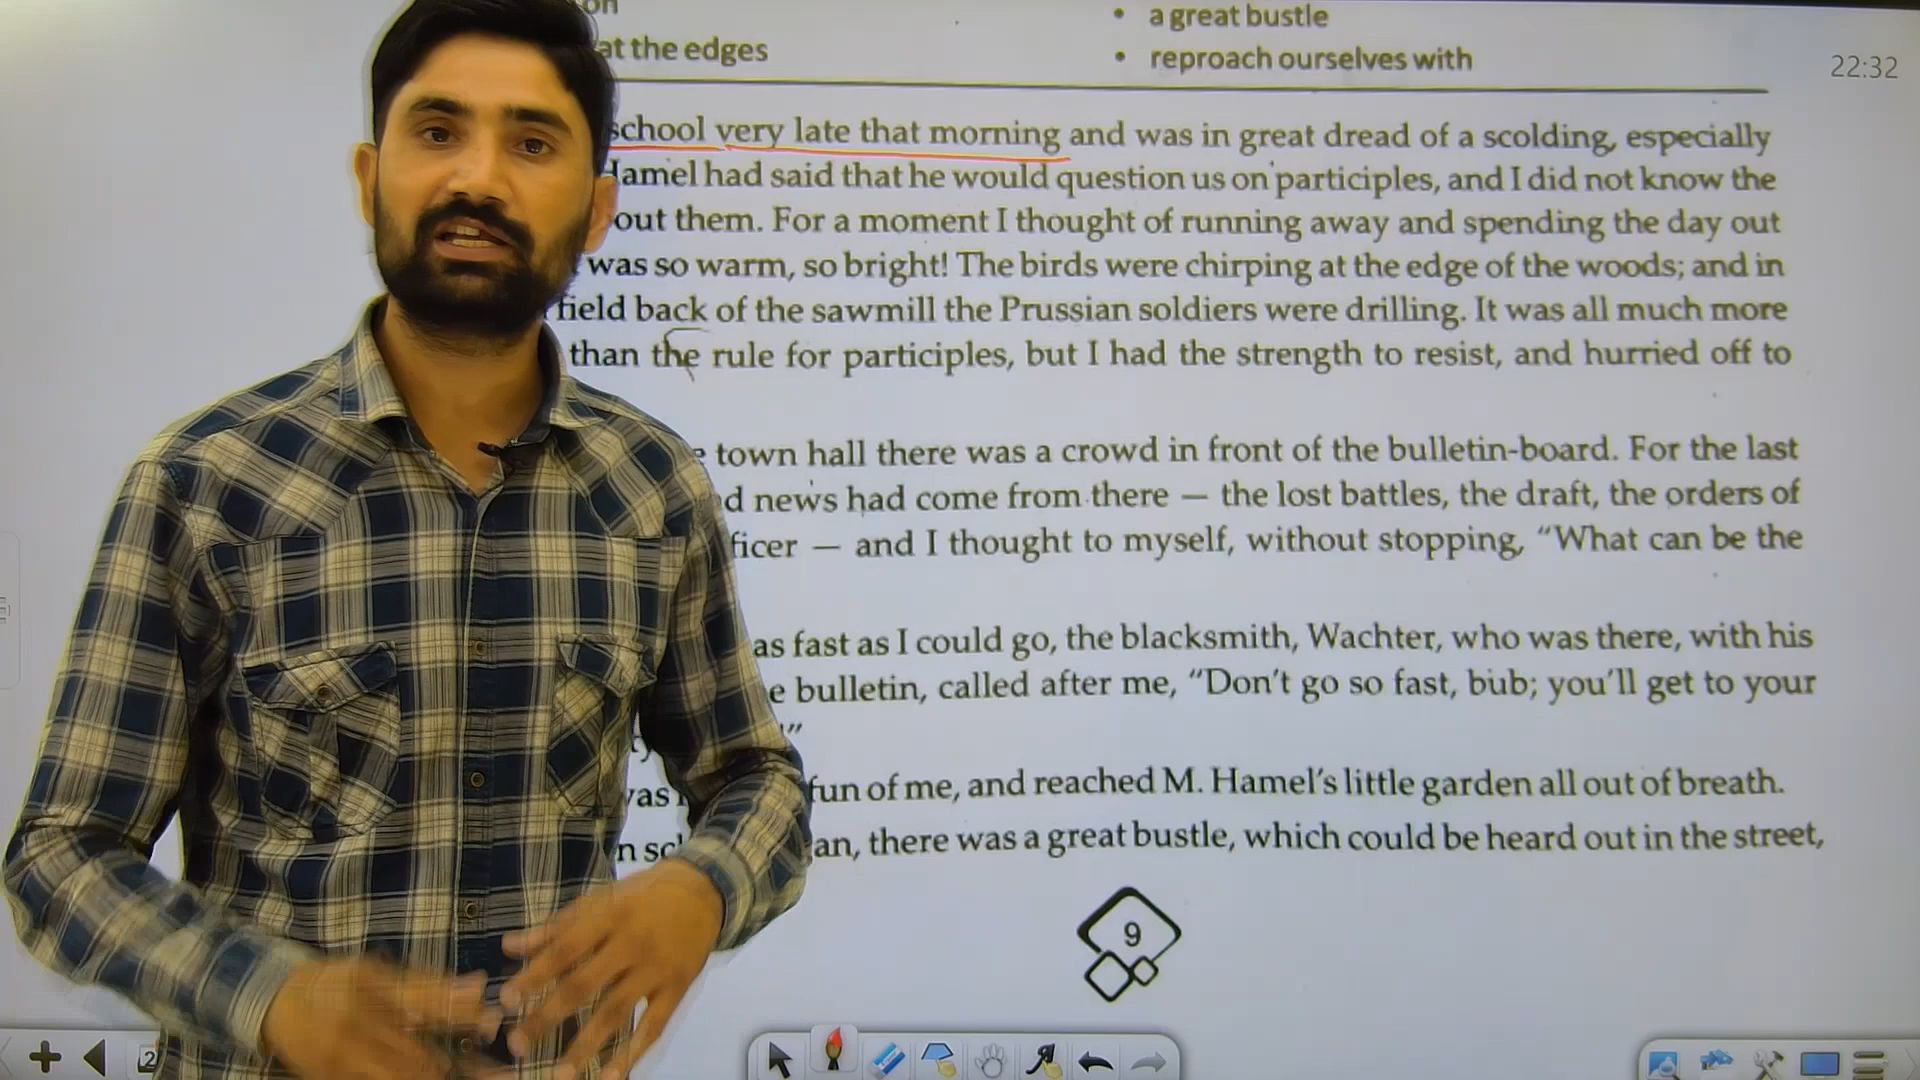 • a great bustle
at the edges
• reproach ourselves with
22:32
school very late that morning and was in great dread of a scolding, especially
Hamel had said that he would question us on participles, and I did not know the
out them. For a moment I thought of running away and spending the day out
was so warm, so bright! The birds were chirping at the edge of the woods; and in
field back of the sawmill the Prussian soldiers were drilling. It was all much more
than the rule for participles, but I had the strength to resist, and hurried off to
town hall there was a crowd in front of the bulletin-board. For the last
d news had come from there — the lost battles, the draft, the orders of
ficer — and I thought to myself, without stopping, “What can be the
as fast as I could go, the blacksmith, Wachter, who was there, with his
e bulletin, called after me, “Don’t go so fast, bub; you’ll get to your
”
fun of me, and reached M. Hamel’s little garden all out of breath.
an, there was a great bustle, which could be heard out in the street,
9
2